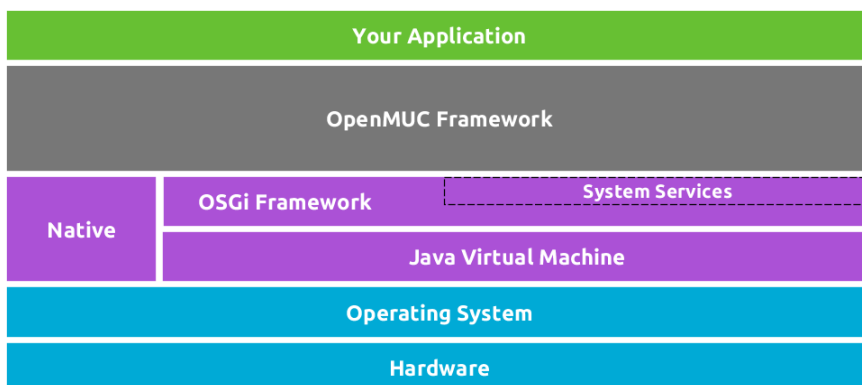 Your Application
OpenMUC Framework
System Services
OSGi Framework
Native
Java Virtual Machine
Operating System
Hardware